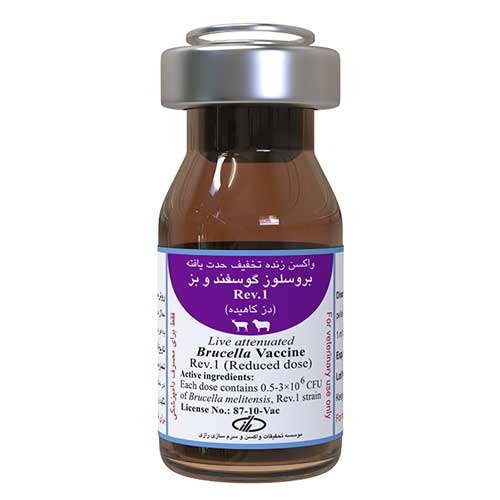 واکسن زنده تخفیف حدت یافته
بروسلوز گوسفند و بز
Rev.1
(دز کاهیده)
Live attenuated
Brucella Vaccine
Rev.1 (Reduced dose)
Active ingredients:
Each dose contains 0.5-3×10⁶ CFU
of Brucella melitensis, Rev.1 strain
License No.: 87-10-Vac
موسسه تحقیقات واکسن و سرم سازی رازی
فقط برای مصرف دامپزشکی
For veterinary use only